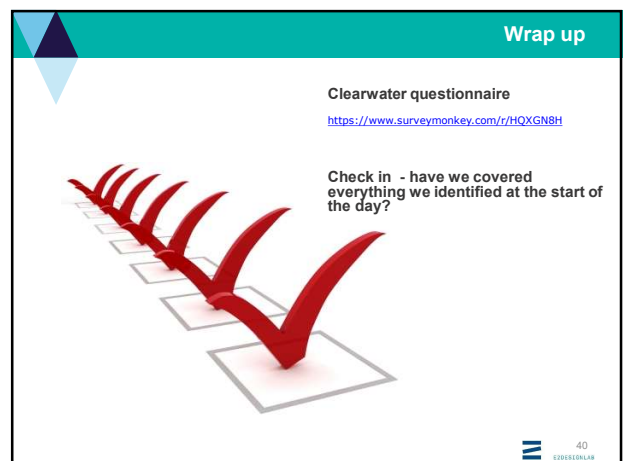 Wrap up
Clearwater questionnaire
https://www.surveymonkey.com/r/HQXGN8H
Check in - have we covered
everything we identified at the start of
the day?
40
E2DESIGNLAB